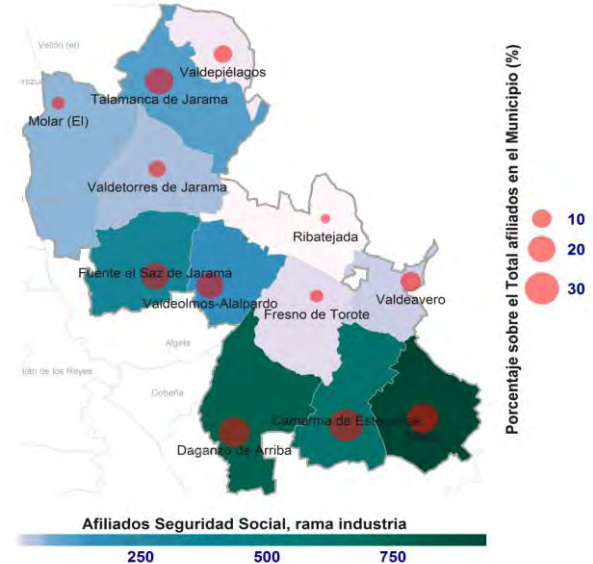 Vellón (el)
Valdepiélagos
Talamanca de Jarama
Molar (El)
Valdetorres de Jarama
Ribatejada
Fuente el Saz de Jarama
Valdeolmos-Alalpardo
Valdeavero
Fresno de Torote
Algete
Cobeña
Camarma de Esteruelas
Daganzo de Arriba
Porcentaje sobre el Total afiliados en el Municipio (%)
10
20
30
Afiliados Seguridad Social, rama industria
250
500
750